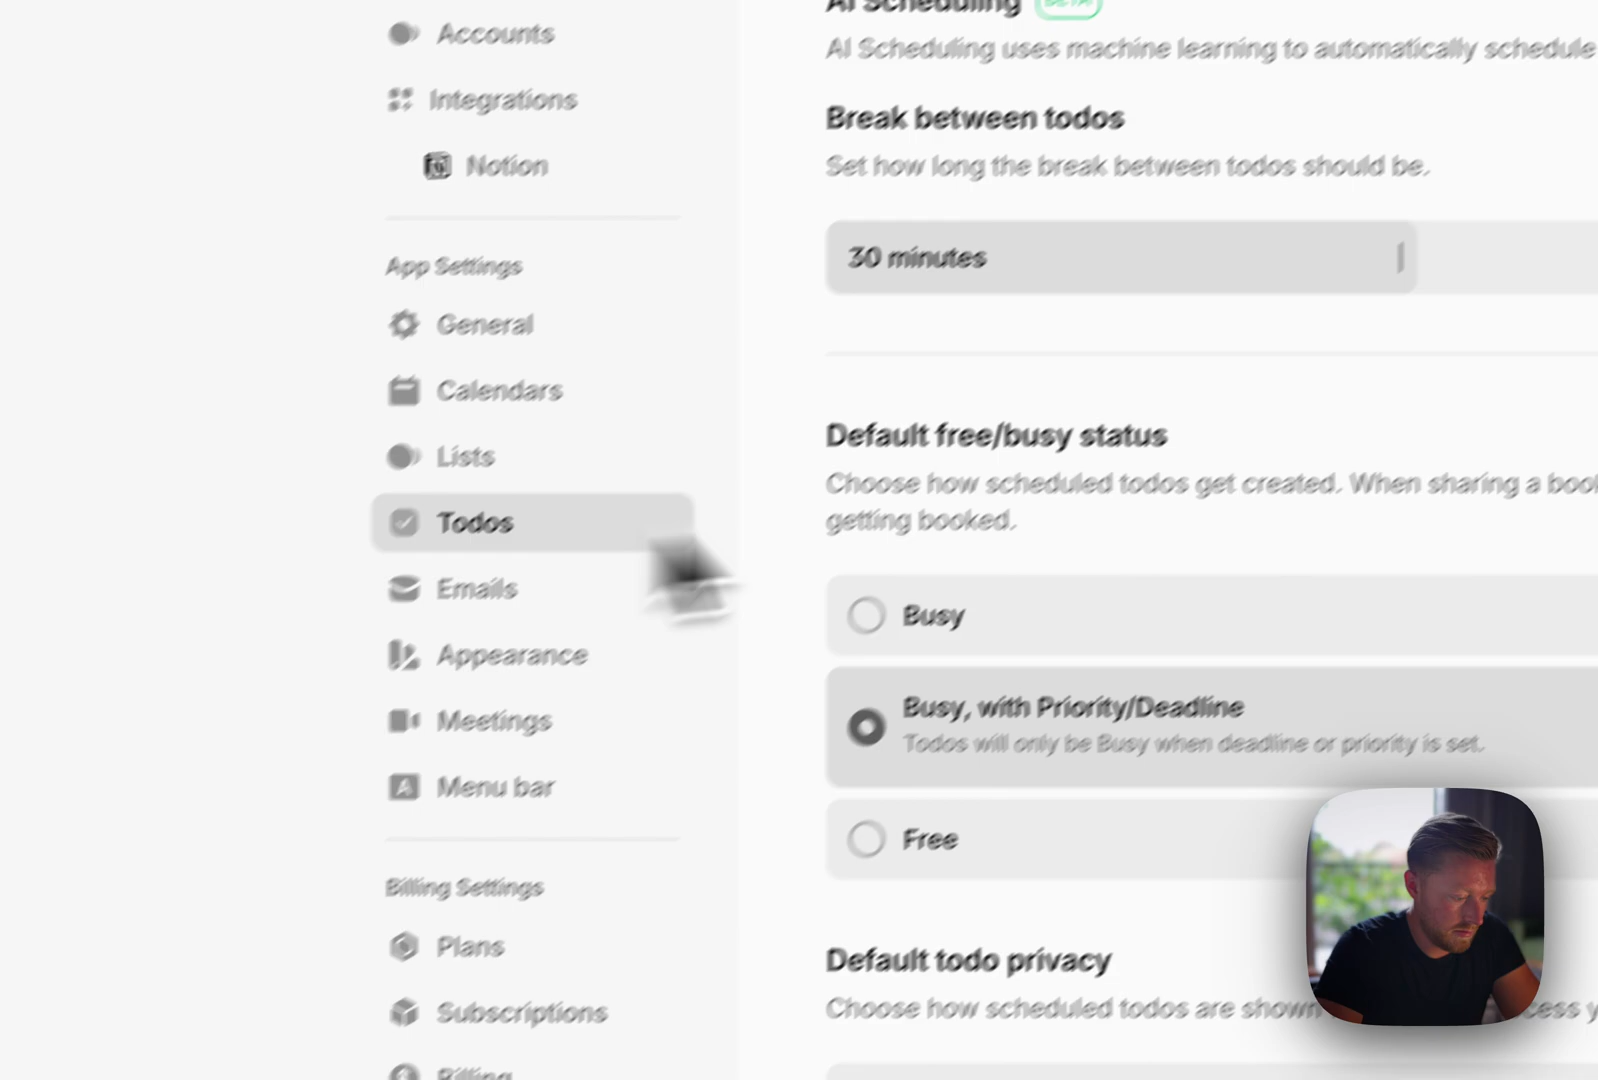 Accounts
Integrations
Notion
App Settings
General
Calendars
Lists
Todos
Emails
Appearance
Meetings
Menu bar
Billing Settings
Plans
Subscriptions
Billing
AI Scheduling BETA
AI Scheduling uses machine learning to automatically schedule
Break between todos
Set how long the break between todos should be.
30 minutes
Default free/busy status
Choose how scheduled todos get created. When sharing a
getting booked.
Busy
Busy, with Priority/Deadline
Todos will only be Busy when deadline or priority is set.
Free
Default todo privacy
Choose how scheduled todos are shown